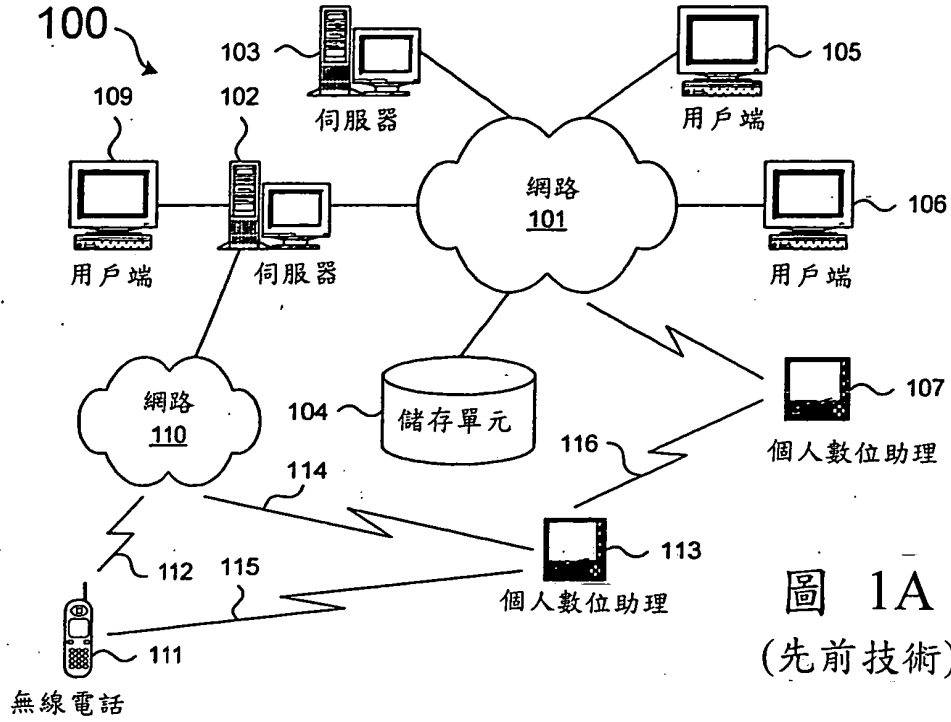 100
103
伺服器
105
用戶端
109
用戶端
102
伺服器
網路
101
106
用戶端
網路
110
104
儲存單元
107
個人數位助理
116
114
112
115
113
個人數位助理
111
無線電話
圖 1A
(先前技術)